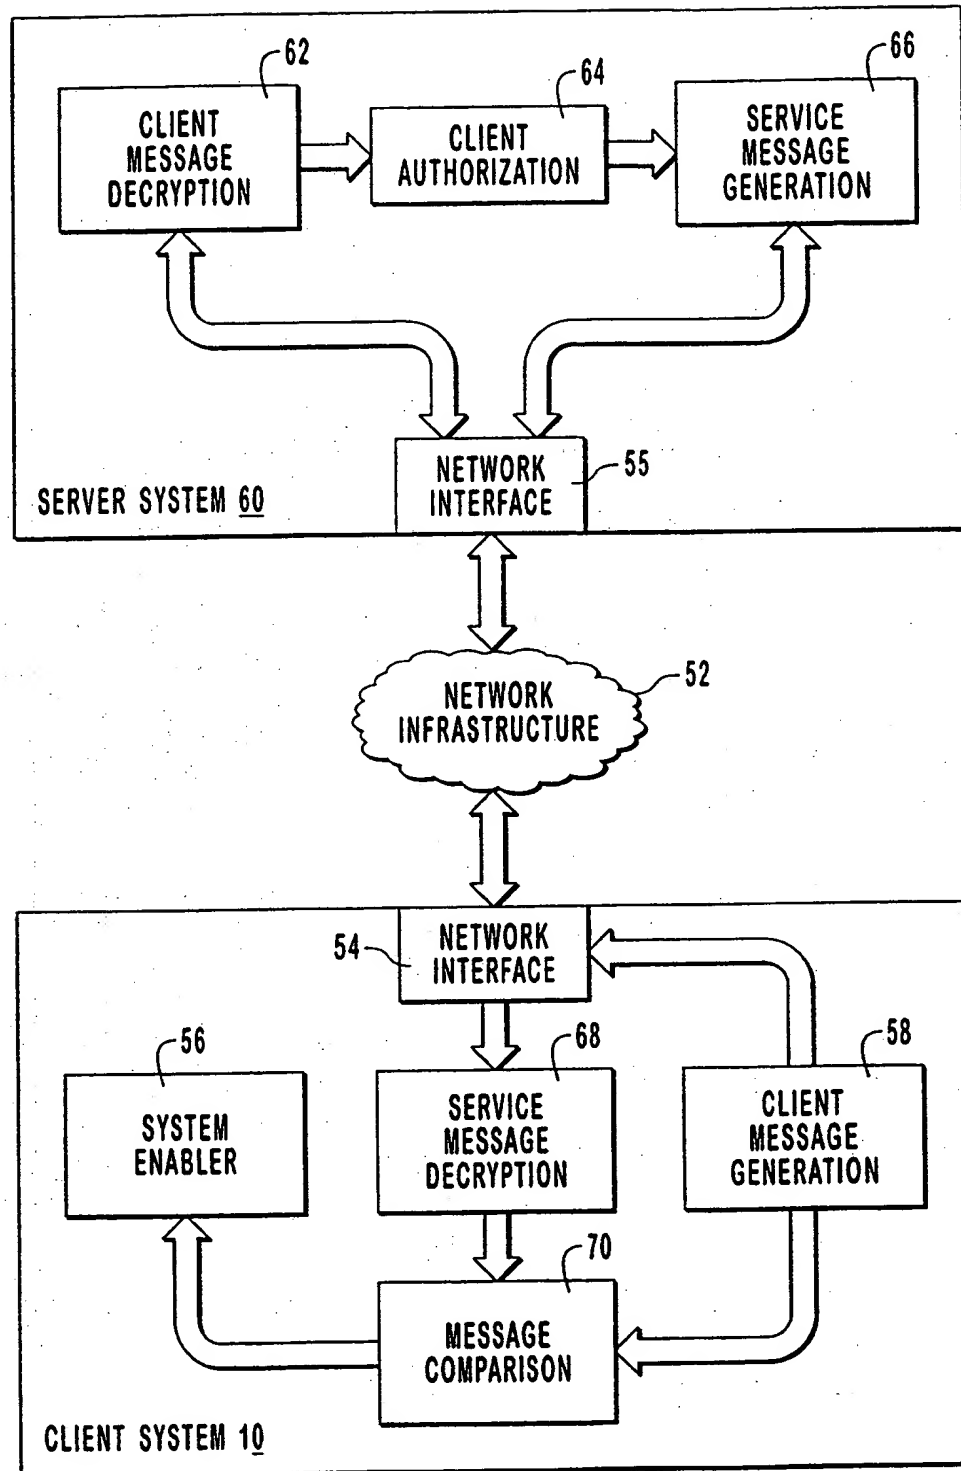 62
CLIENT
MESSAGE
DECRYPTION
64
CLIENT
AUTHORIZATION
66
SERVICE
MESSAGE
GENERATION
NETWORK
INTERFACE
55
SERVER SYSTEM 60
NETWORK
INFRASTRUCTURE
52
54
NETWORK
INTERFACE
56
SYSTEM
ENABLER
68
SERVICE
MESSAGE
DECRYPTION
58
CLIENT
MESSAGE
GENERATION
70
MESSAGE
COMPARISON
CLIENT SYSTEM 10